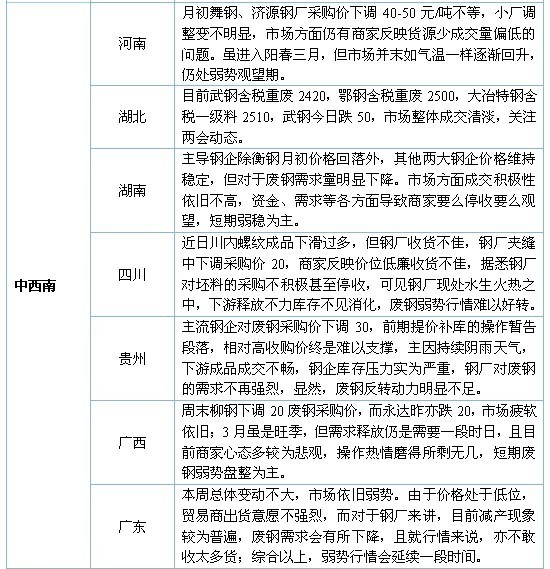 月初舞钢、济源钢厂采购价下调 40-50 元/吨不等，小厂调
整变不明显，市场方面仍有商家反映货源少成交量偏低的
河南
问题。虽进入阳春三月，但市场并未如气温一样逐渐回升，
仍处弱势观望期。
目前武钢含税重废 2420，鄂钢含税重废 2500，大冶特钢含
湖北
税一级料 2510，武钢今日跌 50，市场整体成交清淡，关注
两会动态。
主导钢企除衡钢月初价格回落外，其他两大钢企价格维持
稳定，但对于废钢需求量明显下降。市场方面成交积极性
湖南
依旧不高，资金、需求等各方面导致商家要么停收要么观
望，短期弱稳为主。
近日川内螺纹成品下滑过多，但钢厂收货不佳，钢厂夹缝
中下调采购价 20，商家反映价位低廉收货不佳，据悉钢厂
中西南
四川
对坯料的采购不积极甚至停收，可见钢厂现处水生火热之
中，下游释放不力库存不见消化，废钢弱势行情难以好转。
主流钢企对废钢采购价下调 30，前期提价补库的操作暂告
段落，相对高收购价终是难以支撑，主因持续阴雨天气，
贵州
下游成品成交不畅，钢企库存压力实为严重，钢厂对废钢
的需求不再强烈，显然，废钢反转动力明显不足。
周末柳钢下调 20 废钢采购价，而永达昨亦跌 20，市场疲软
依旧；3 月虽是旺季，但需求释放仍是需要一段时日，且目
广西
前商家心态多较为悲观，操作热情磨得所剩无几，短期废
钢弱势盘整为主。
本周总体变动不大，市场依旧弱势。由于价格处于低位，
贸易商出货意愿不强烈，而对于钢厂来讲，目前减产现象
广东
较为普遍，废钢需求会有所下降，且就行情来说，亦不敢
收太多货；综合以上，弱势行情会延续一段时间。